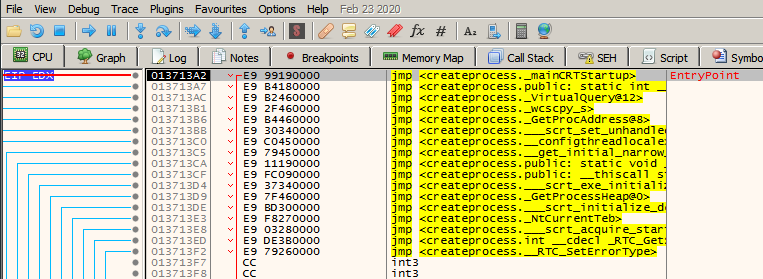 File View Debug Trace Plugins Favourites Options Help Feb 23 2020
CPU Graph Log Notes Breakpoints Memory Map Call Stack SEH Script Symbo
013713A2 E9 99190000 jmp <createprocess._mainCRTStartup> EntryPoint
013713A7 E9 B4180000 jmp <createprocess.public: static int __
013713AC E9 B2460000 jmp <createprocess._VirtualQuery@12>
013713B1 E9 2F460000 jmp <createprocess._wcscpy_s>
013713B6 E9 B4460000 jmp <createprocess._GetProcAddress@8>
013713BB E9 30340000 jmp <createprocess.___scrt_set_unhandled
013713C0 E9 C0450000 jmp <createprocess.__configthreadlocale>
013713C5 E9 79450000 jmp <createprocess.__get_initial_narrow_
013713CA E9 11190000 jmp <createprocess.public: static void _
013713CF E9 FC090000 jmp <createprocess.public: __thiscall st
013713D4 E9 37340000 jmp <createprocess.___scrt_exe_initializ
013713D9 E9 7F460000 jmp <createprocess._GetProcessHeap@0>
013713DE E9 BD300000 jmp <createprocess.___scrt_initialize_de
013713E3 E9 F8270000 jmp <createprocess._NtCurrentTeb>
013713E8 E9 03280000 jmp <createprocess.___scrt_acquire_start
013713ED E9 DE3B0000 jmp <createprocess.int __cdecl _RTC_Get
013713F2 E9 79260000 jmp <createprocess.__RTC_SetErrorType>
013713F7 CC int3
013713F8 CC int3